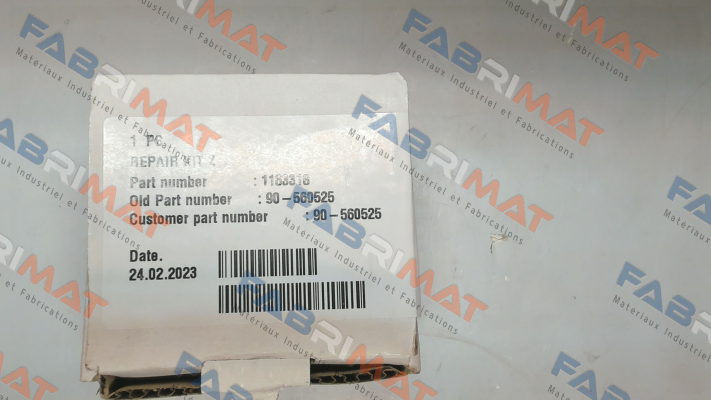 1 PC
REPAIR KIT
Part number : 1183316
Old Part number : 90-560525
Customer part number : 90-560525
Date.
24.02.2023
FABRIMAT
Materiaux Industriel et Fabrications